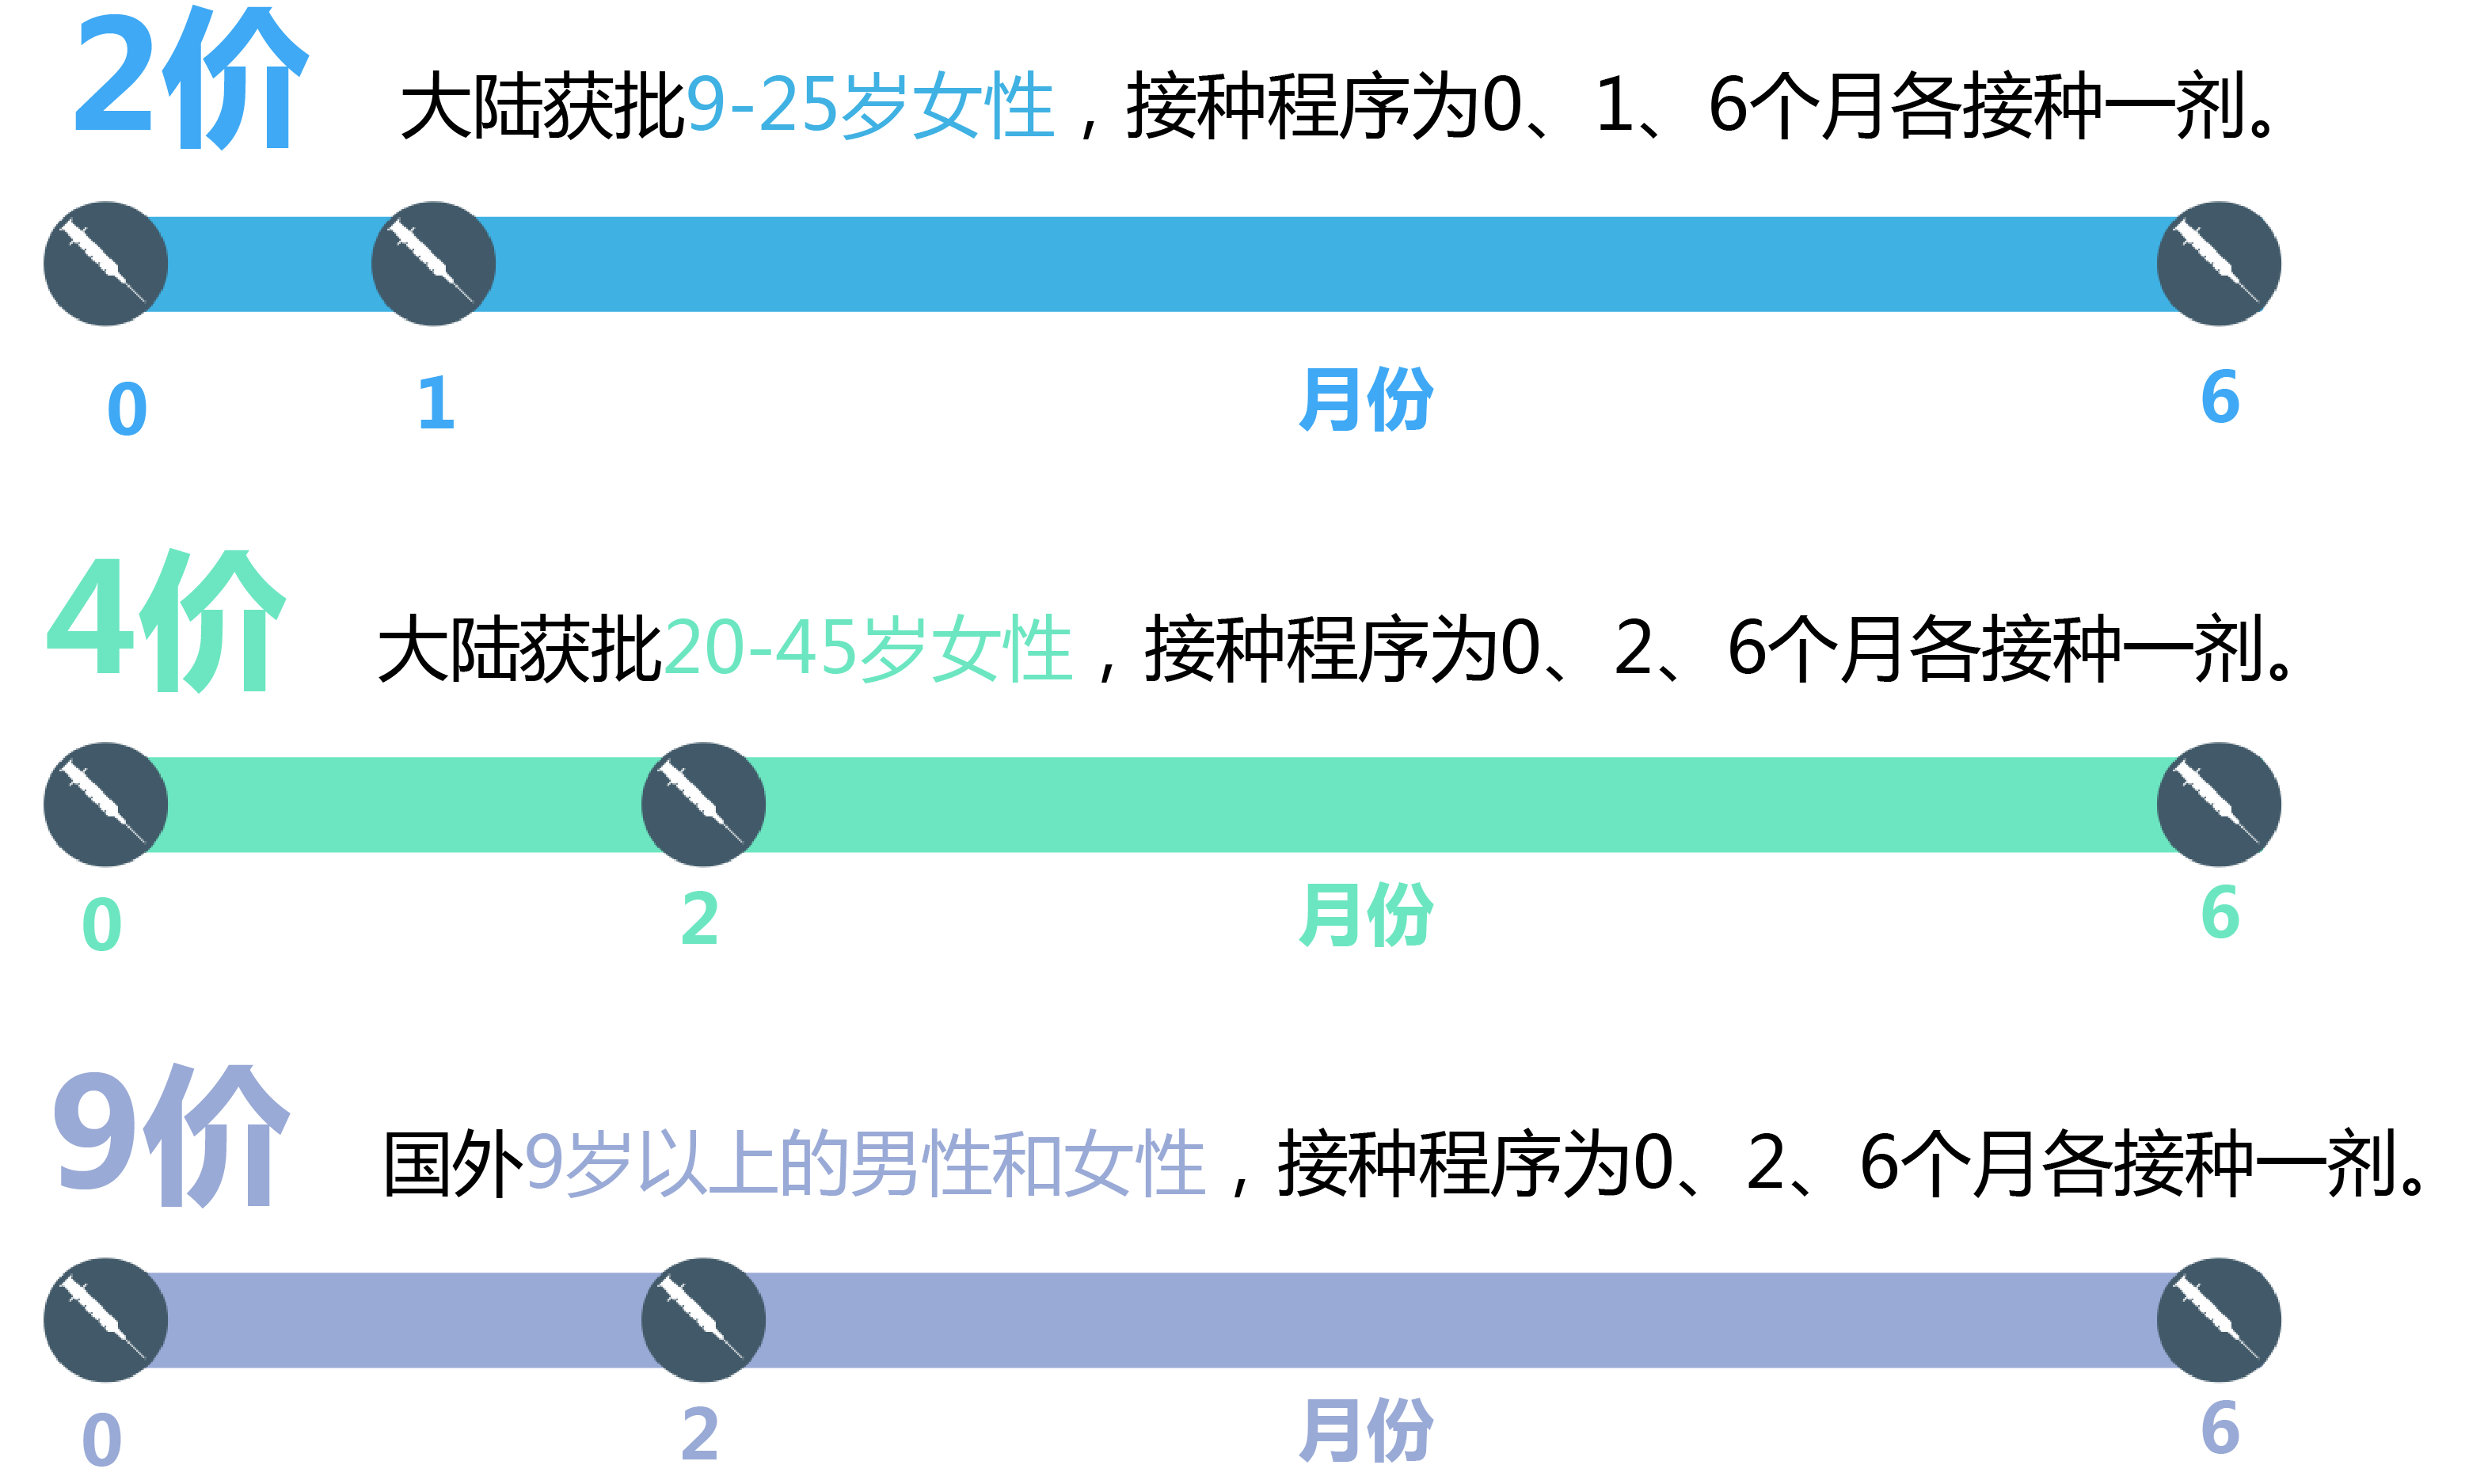 2价
大陆获批9-25岁女性，接种程序为0、1、6个月各接种一剂。
0 1 月份 6
4价
大陆获批20-45岁女性，接种程序为0、2、6个月各接种一剂。
0 2 月份 6
9价
国外9岁以上的男性和女性，接种程序为0、2、6个月各接种一剂。
0 2 月份 6